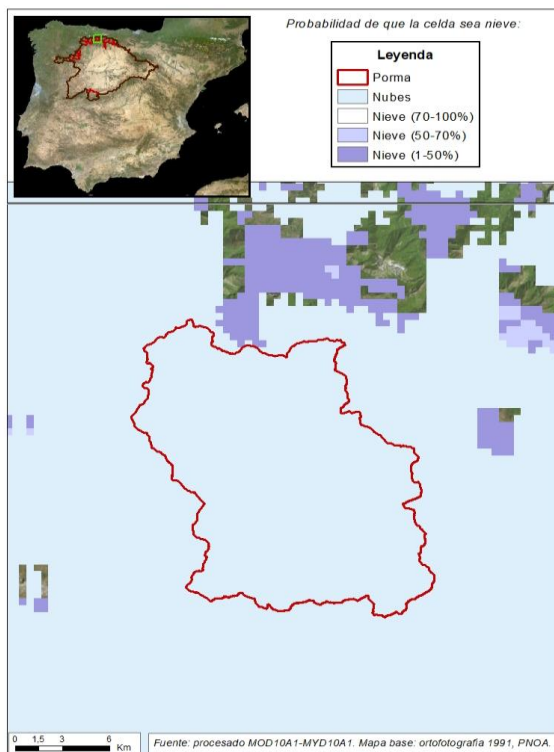 Probabilidad de que la celda sea nieve:
Leyenda
Porma
Nubes
Nieve (70-100%)
Nieve (50-70%)
Nieve (1-50%)
0 1,5 3 6
Km
Fuente: procesado MOD10A1-MYD10A1. Mapa base: ortofotografía 1991, PNOA.